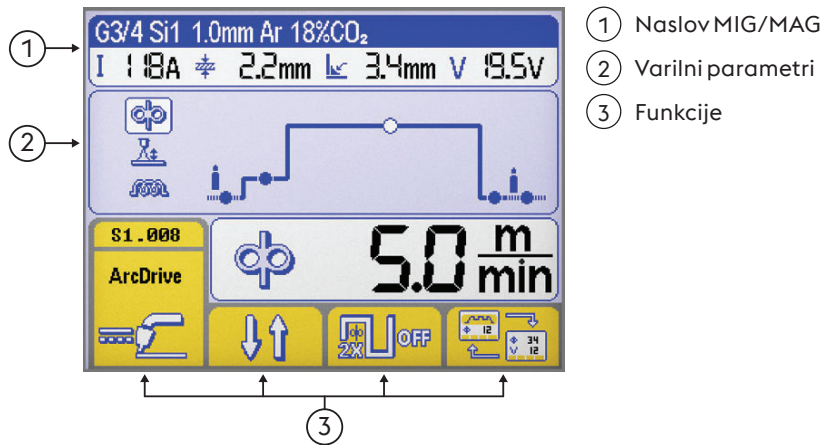 G3/4 Si1 1.0mm Ar 18%CO₂
I 118A 2.2mm 3.4mm V 19.5V
S1.008
ArcDrive
5.0 m/min
2X OFF
12
34
V 12
1 Naslov MIG/MAG
2 Varilni parametri
3 Funkcije
1
2
3